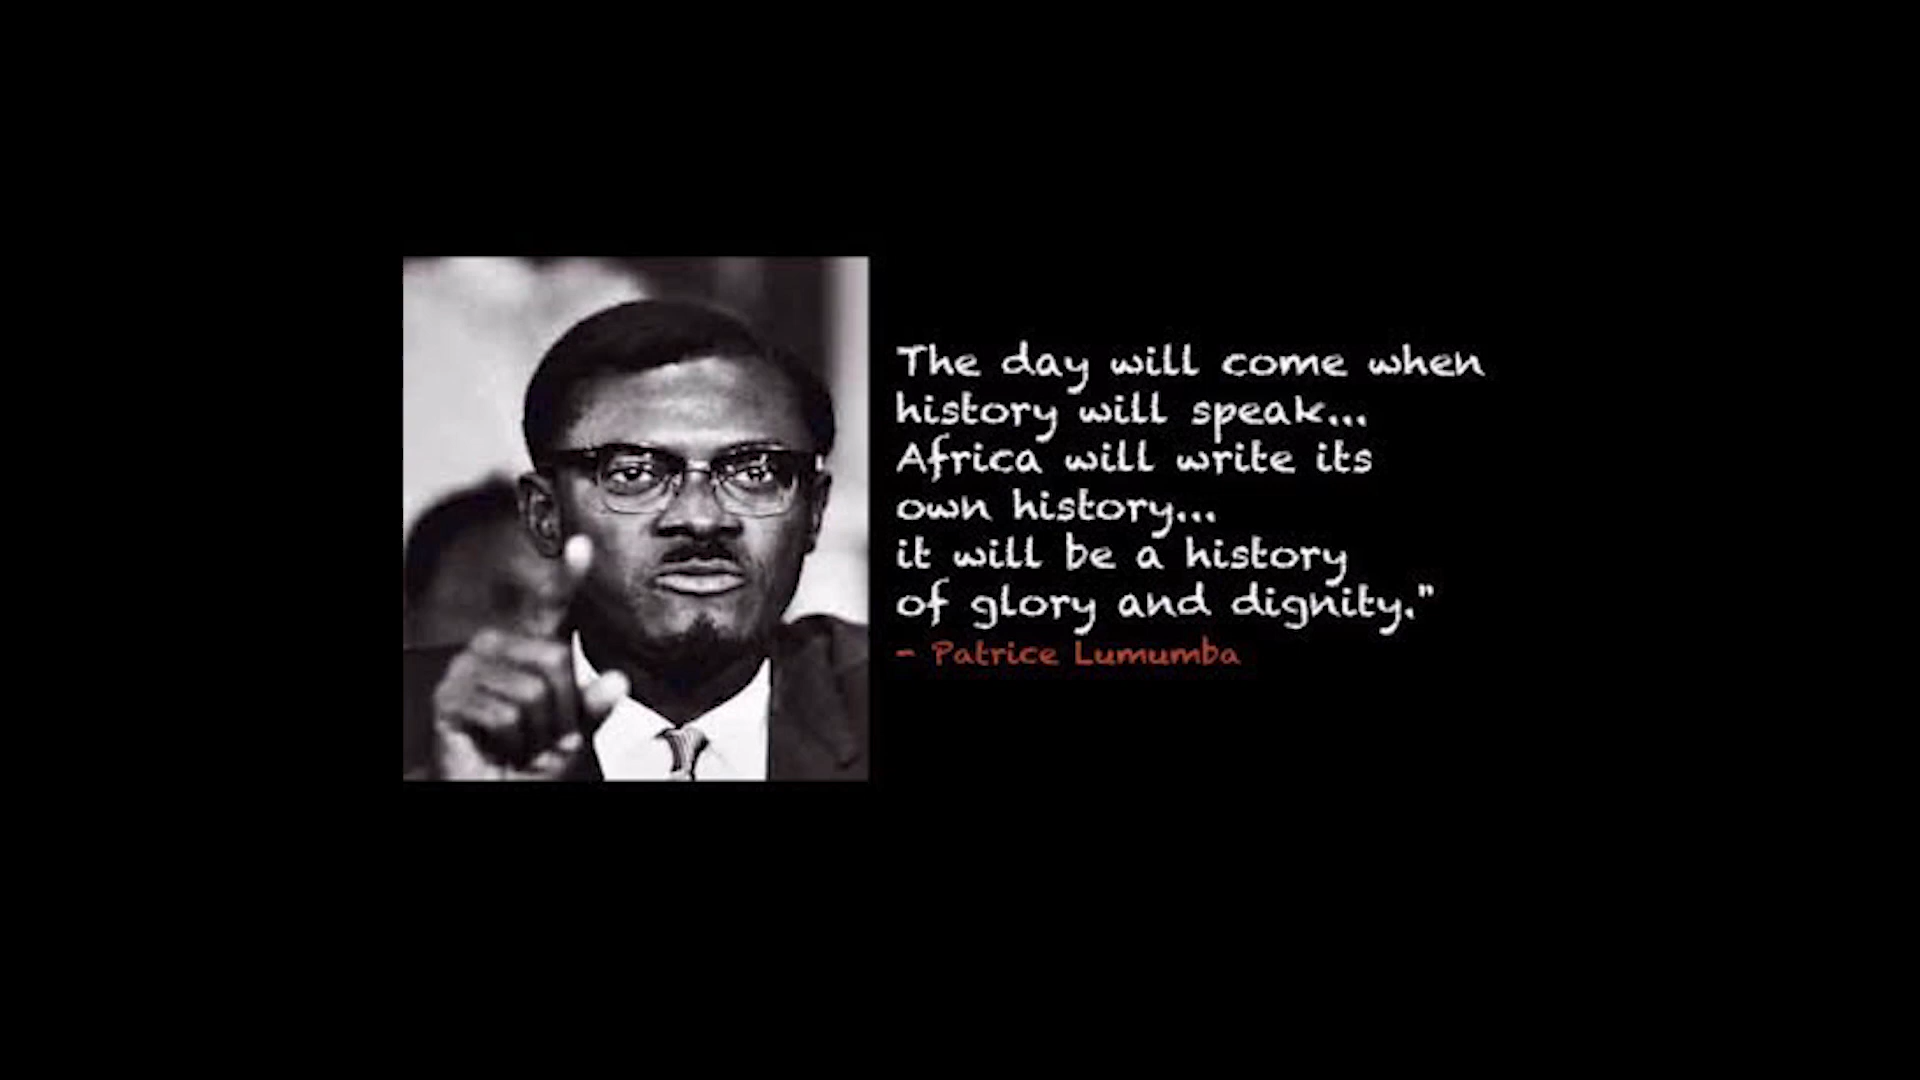 The day will come when
history will speak...
Africa will write its
own history...
it will be a history
of glory and dignity."
- Patrice Lumumba